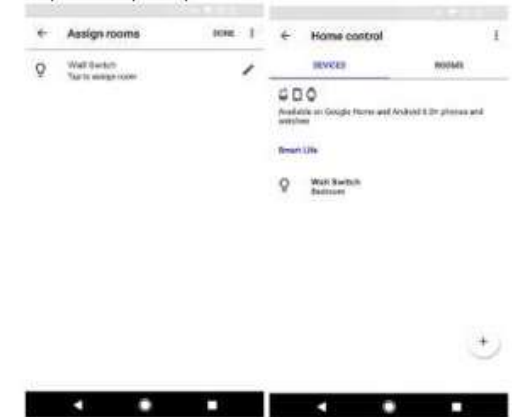 Assign rooms
DONE
Wall Switch
Tap to assign room
Home control
DEVICES
ROOMS
Available on Google Home and Android 6.0+ phones and
watches
Smart Life
Wall Switch
Bedroom